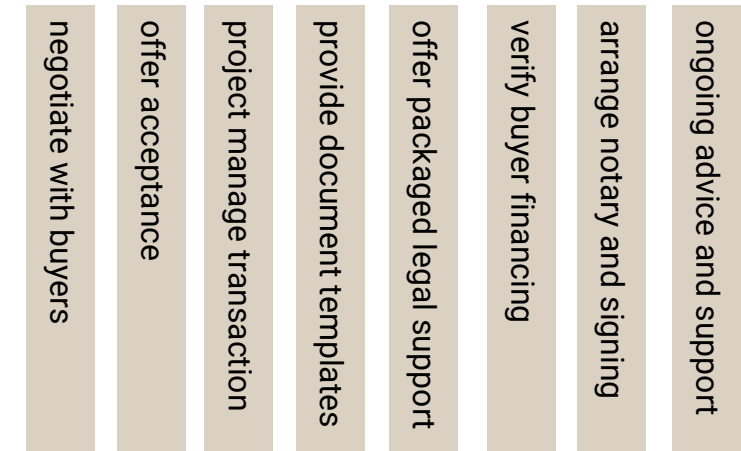 negotiate with buyers
offer acceptance
project manage transaction
provide document templates
offer packaged legal support
verify buyer financing
arrange notary and signing
ongoing advice and support